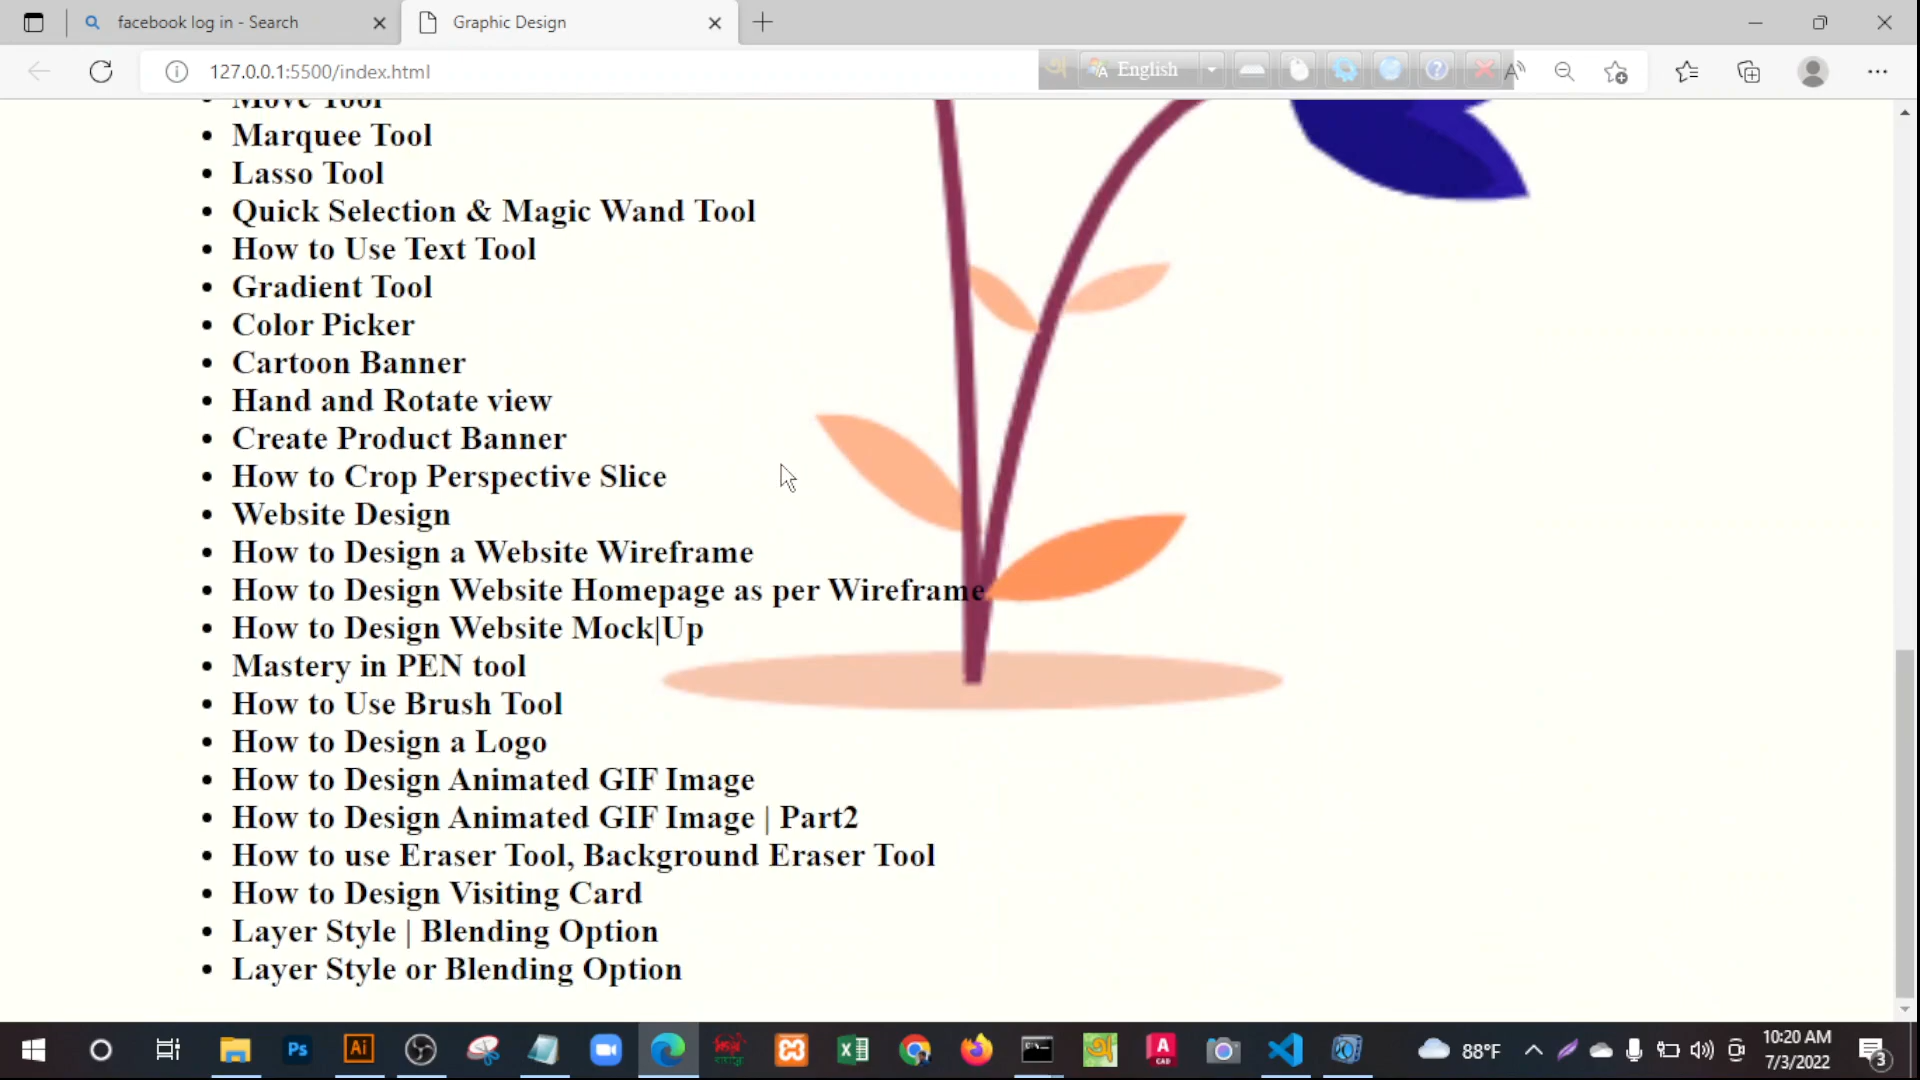 facebook log in - Search
Graphic Design
127.0.0.1:5500/index.html
English
Move Tool
Marquee Tool
Lasso Tool
Quick Selection & Magic Wand Tool
How to Use Text Tool
Gradient Tool
Color Picker
Cartoon Banner
Hand and Rotate view
Create Product Banner
How to Crop Perspective Slice
Website Design
How to Design a Website Wireframe
How to Design Website Homepage as per Wireframe
How to Design Website Mock|Up
Mastery in PEN tool
How to Use Brush Tool
How to Design a Logo
How to Design Animated GIF Image
How to Design Animated GIF Image | Part2
How to use Eraser Tool, Background Eraser Tool
How to Design Visiting Card
Layer Style | Blending Option
Layer Style or Blending Option
Ps
Ai
A
CAD
88°F
10:20 AM
7/3/2022
3